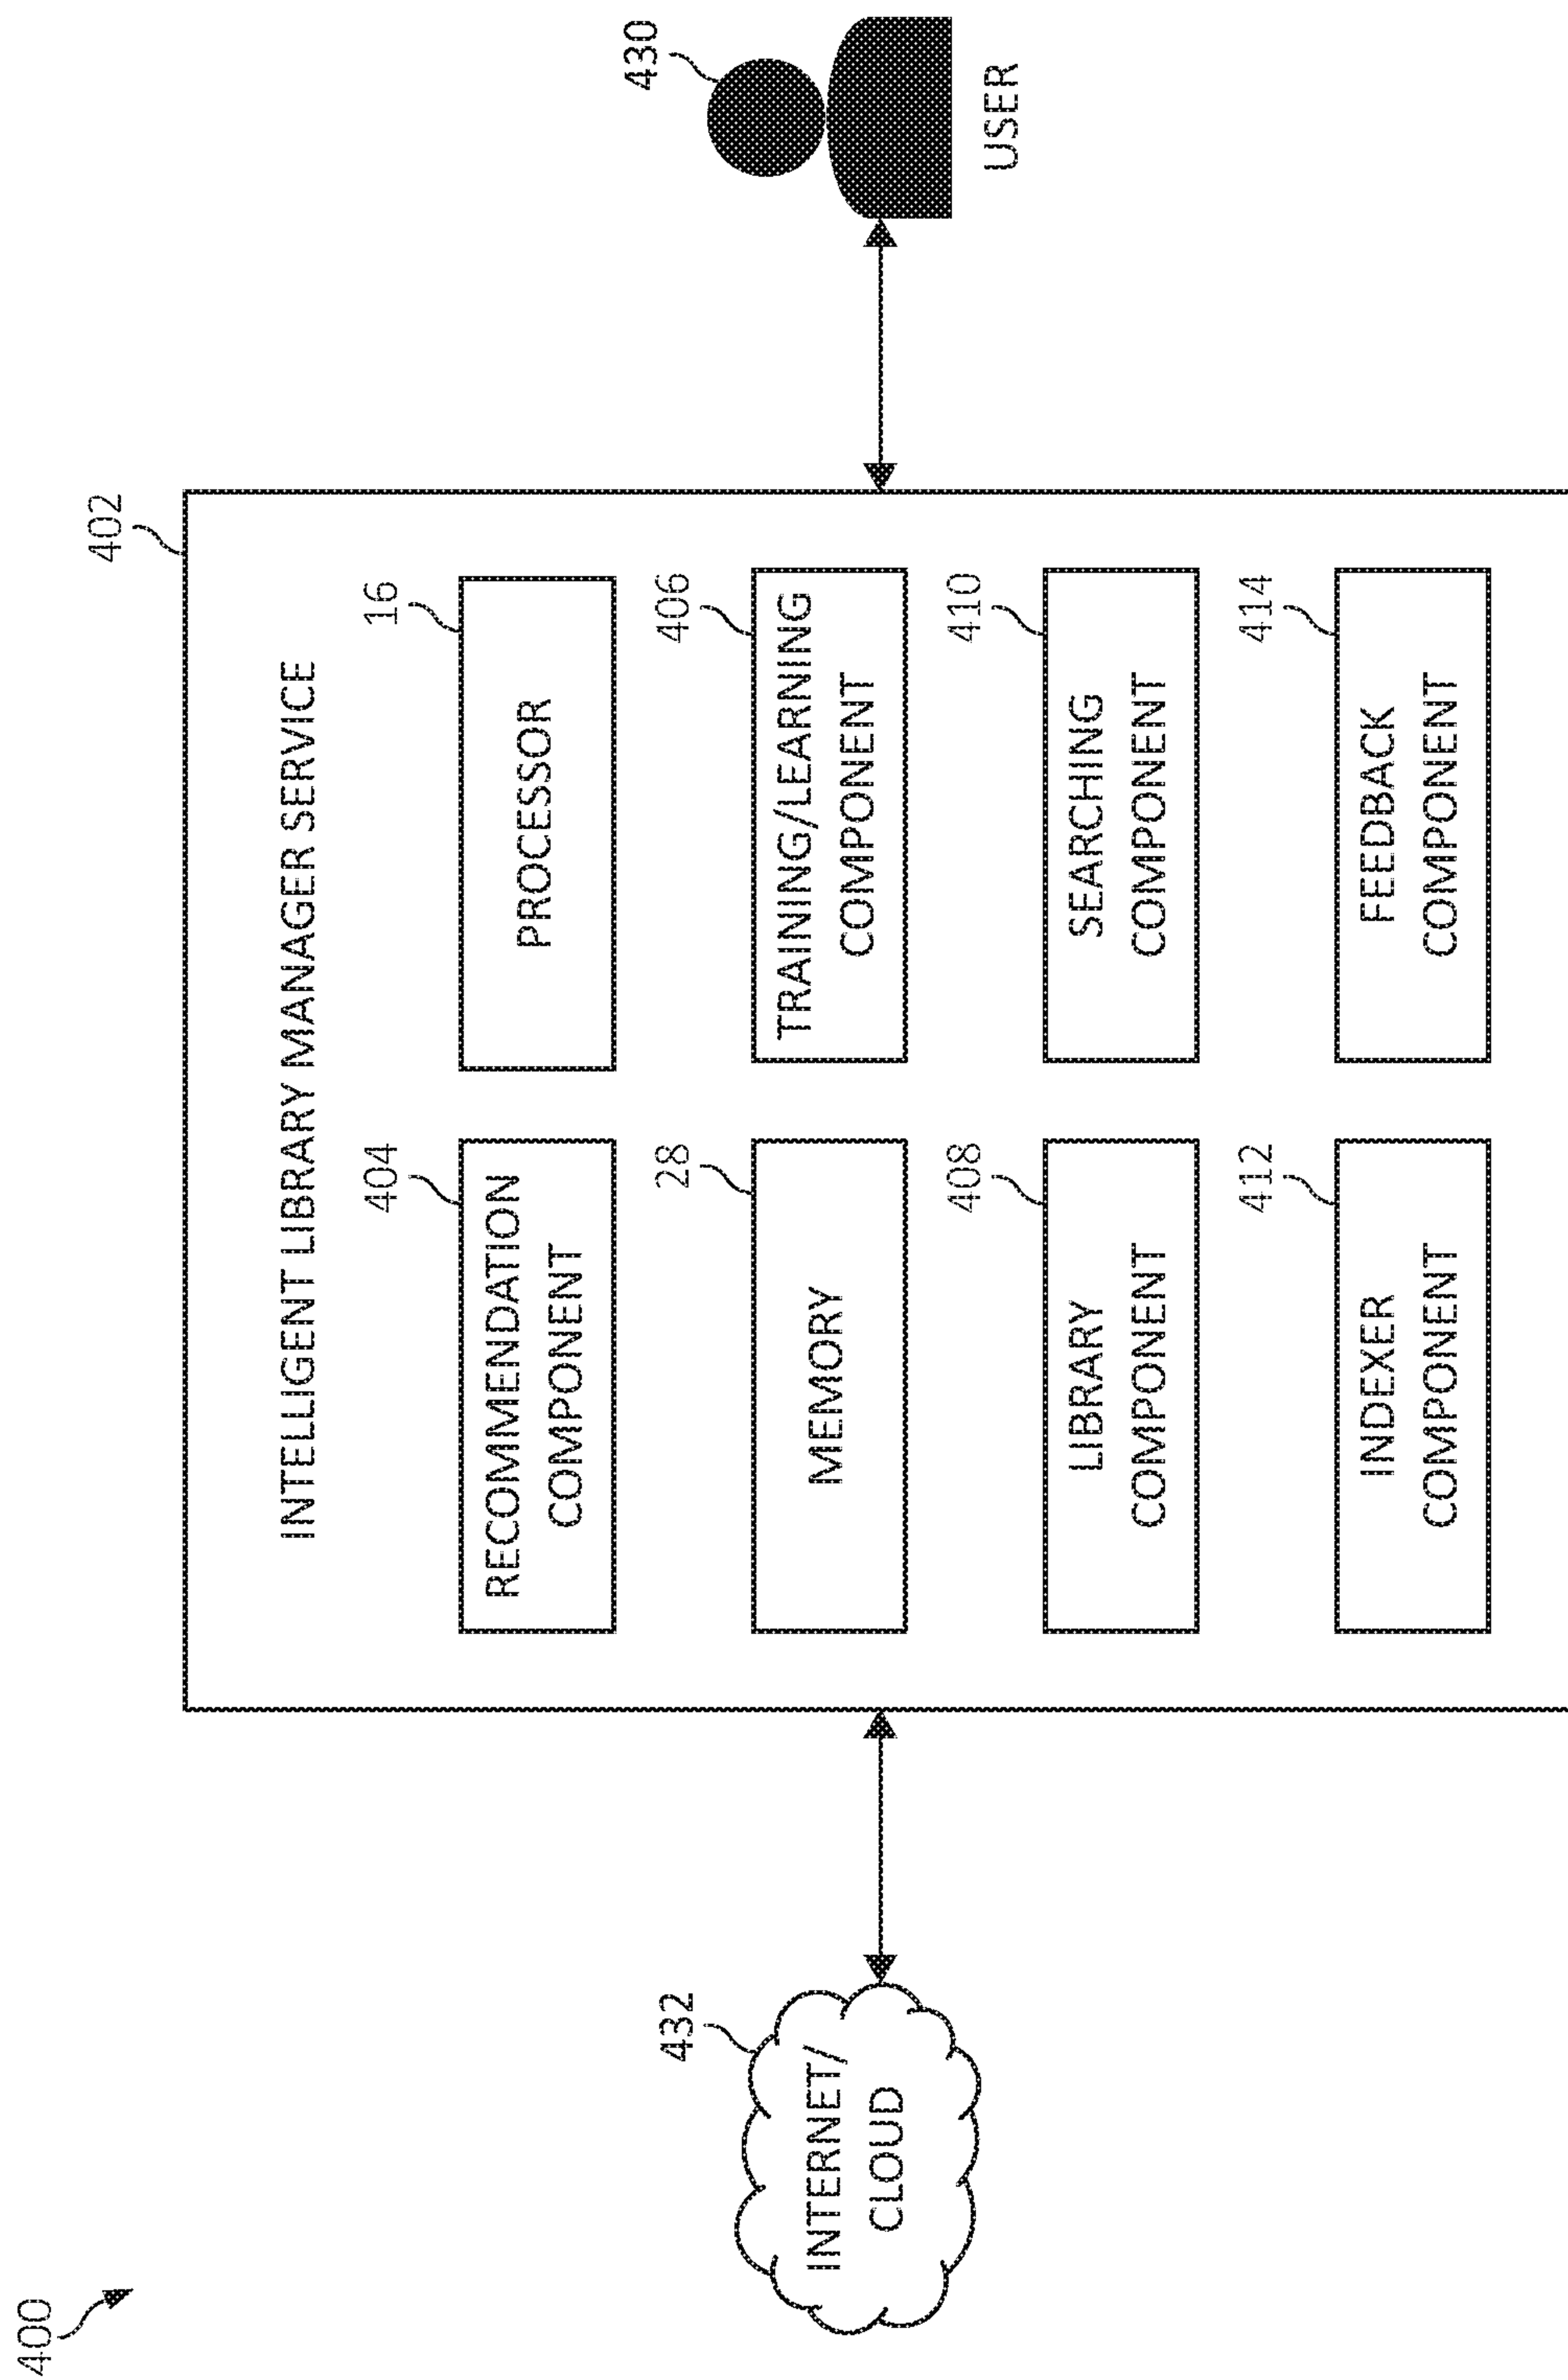 400
402
INTELLIGENT LIBRARY MANAGER SERVICE
404
RECOMMENDATION
COMPONENT
16
PROCESSOR
432
INTERNET/
CLOUD
28
MEMORY
406
TRAINING/LEARNING
COMPONENT
430
USER
408
LIBRARY
COMPONENT
410
SEARCHING
COMPONENT
412
INDEXER
COMPONENT
414
FEEDBACK
COMPONENT